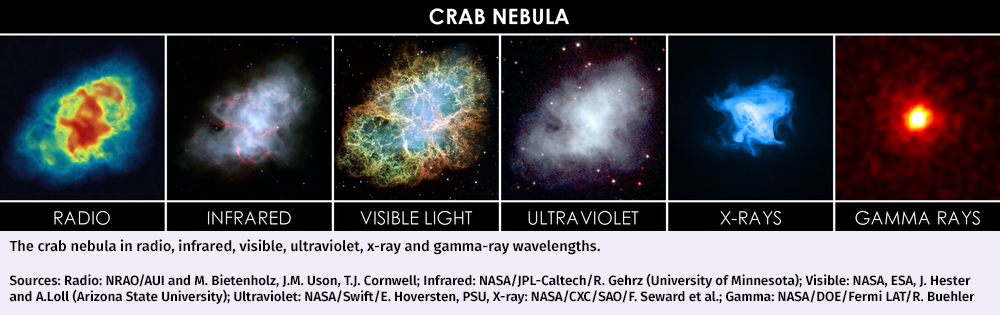 CRAB NEBULA
RADIO
INFRARED
VISIBLE LIGHT
ULTRAVIOLET
X-RAYS
GAMMA RAYS
The crab nebula in radio, infrared, visible, ultraviolet, x-ray and gamma-ray wavelengths.
Sources: Radio: NRAO/AUI and M. Bietenholz, J.M. Uson, T.J. Cornwell; Infrared: NASA/JPL-Caltech/R. Gehrz (University of Minnesota); Visible: NASA, ESA, J. Hester
and A.Loll (Arizona State University); Ultraviolet: NASA/Swift/E. Hoversten, PSU, X-ray: NASA/CXC/SAO/F. Seward et al.; Gamma: NASA/DOE/Fermi LAT/R. Buehler